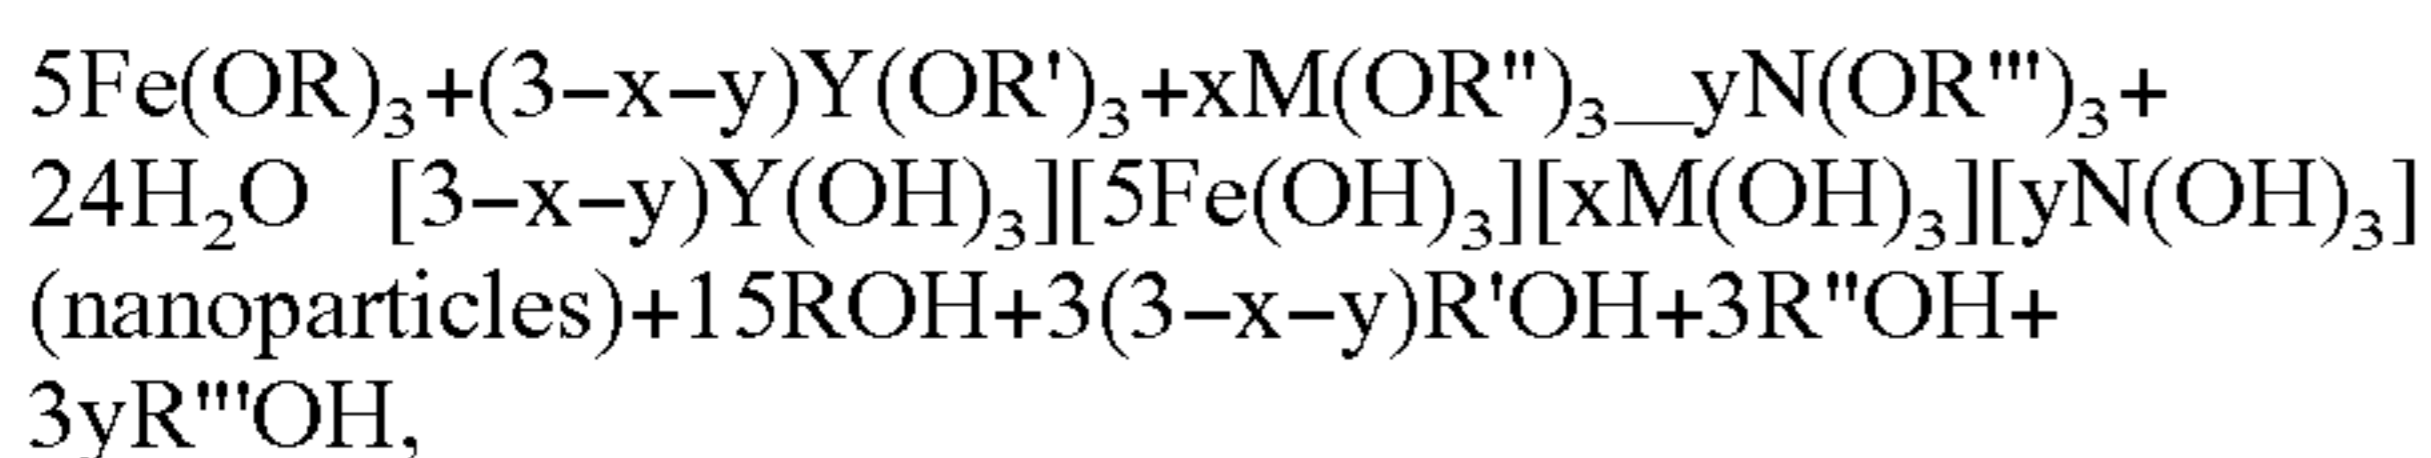 5Fe(OR)₃+(3–x–y)Y(OR')₃+xM(OR")₃__yN(OR"')₃+
24H₂O [3–x–y)Y(OH)₃][5Fe(OH)₃][xM(OH)₃][yN(OH)₃]
(nanoparticles)+15ROH+3(3–x–y)R'OH+3R"OH+
3yR"'OH,